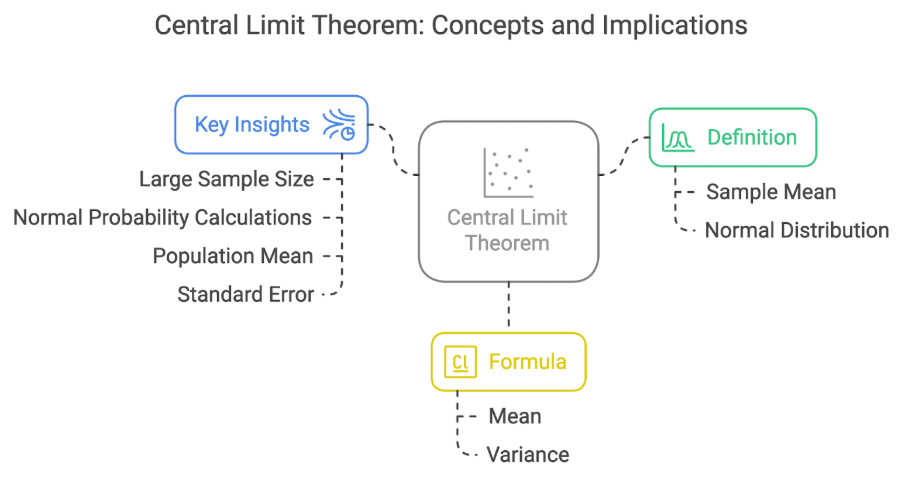 Central Limit Theorem: Concepts and Implications
Key Insights
Large Sample Size
Normal Probability Calculations
Population Mean
Standard Error
Central Limit
Theorem
Definition
Sample Mean
Normal Distribution
CL
Formula
Mean
Variance